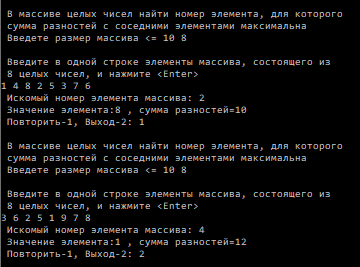 В массиве целых чисел найти номер элемента, для которого
сумма разностей с соседними элементами максимальна
Введете размер массива <= 10 8
Введите в одной строке элементы массива, состоящего из
8 целых чисел, и нажмите <Enter>
1 4 8 2 5 3 7 6
Искомый номер элемента массива: 2
Значение элемента:8 , сумма разностей=10
Повторить-1, Выход-2: 1
В массиве целых чисел найти номер элемента, для которого
сумма разностей с соседними элементами максимальна
Введете размер массива <= 10 8
Введите в одной строке элементы массива, состоящего из
8 целых чисел, и нажмите <Enter>
3 6 2 5 1 9 7 8
Искомый номер элемента массива: 4
Значение элемента:1 , сумма разностей=12
Повторить-1, Выход-2: 2